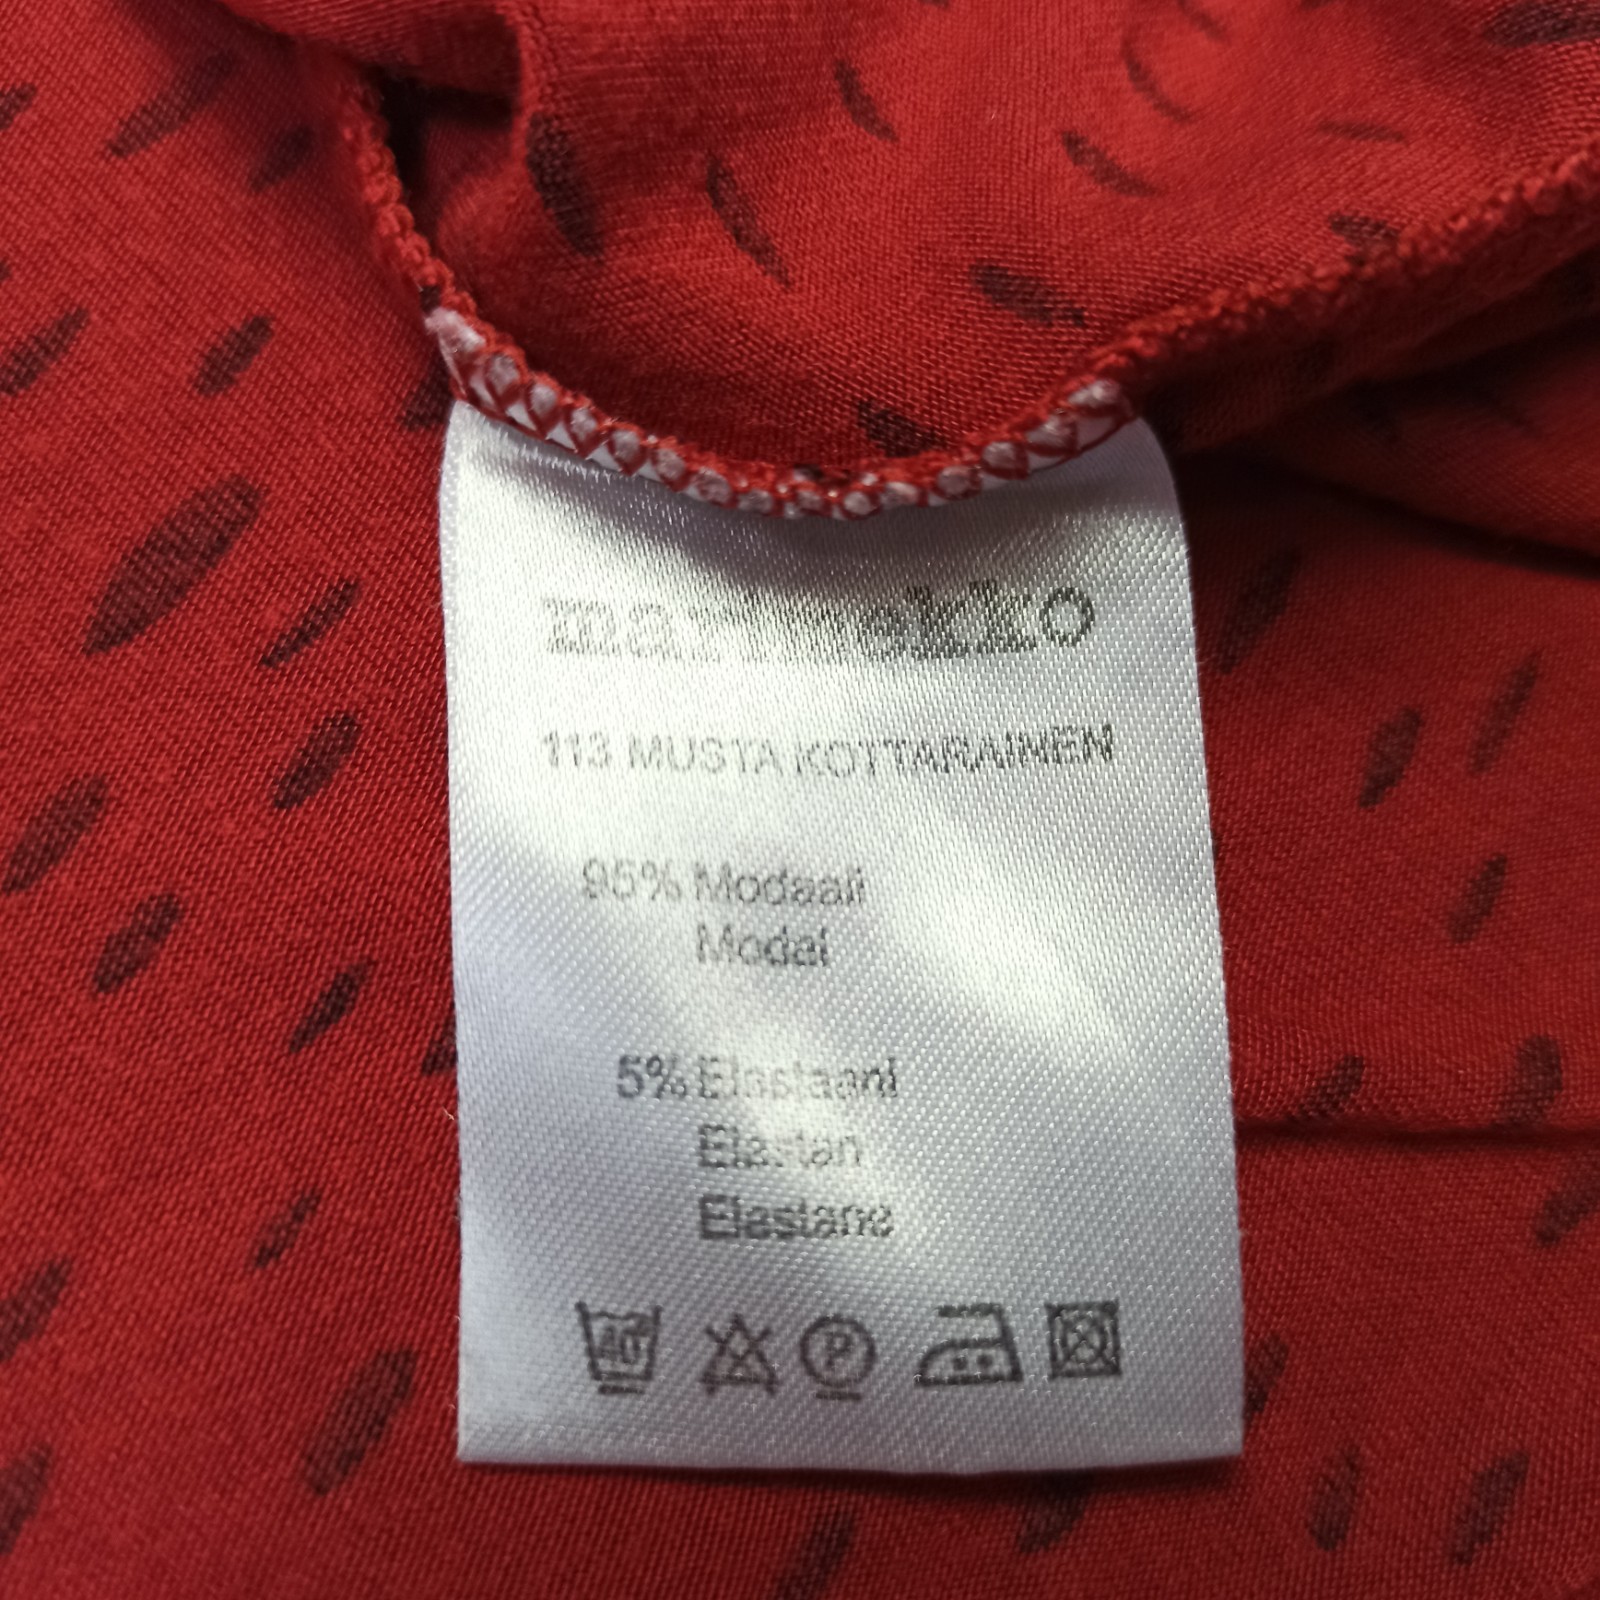 marimekko
113 MUSTA KOTTARAINEN
95% Modaali
Modal
5% Elastaani
Elastan
Elastane
40
P